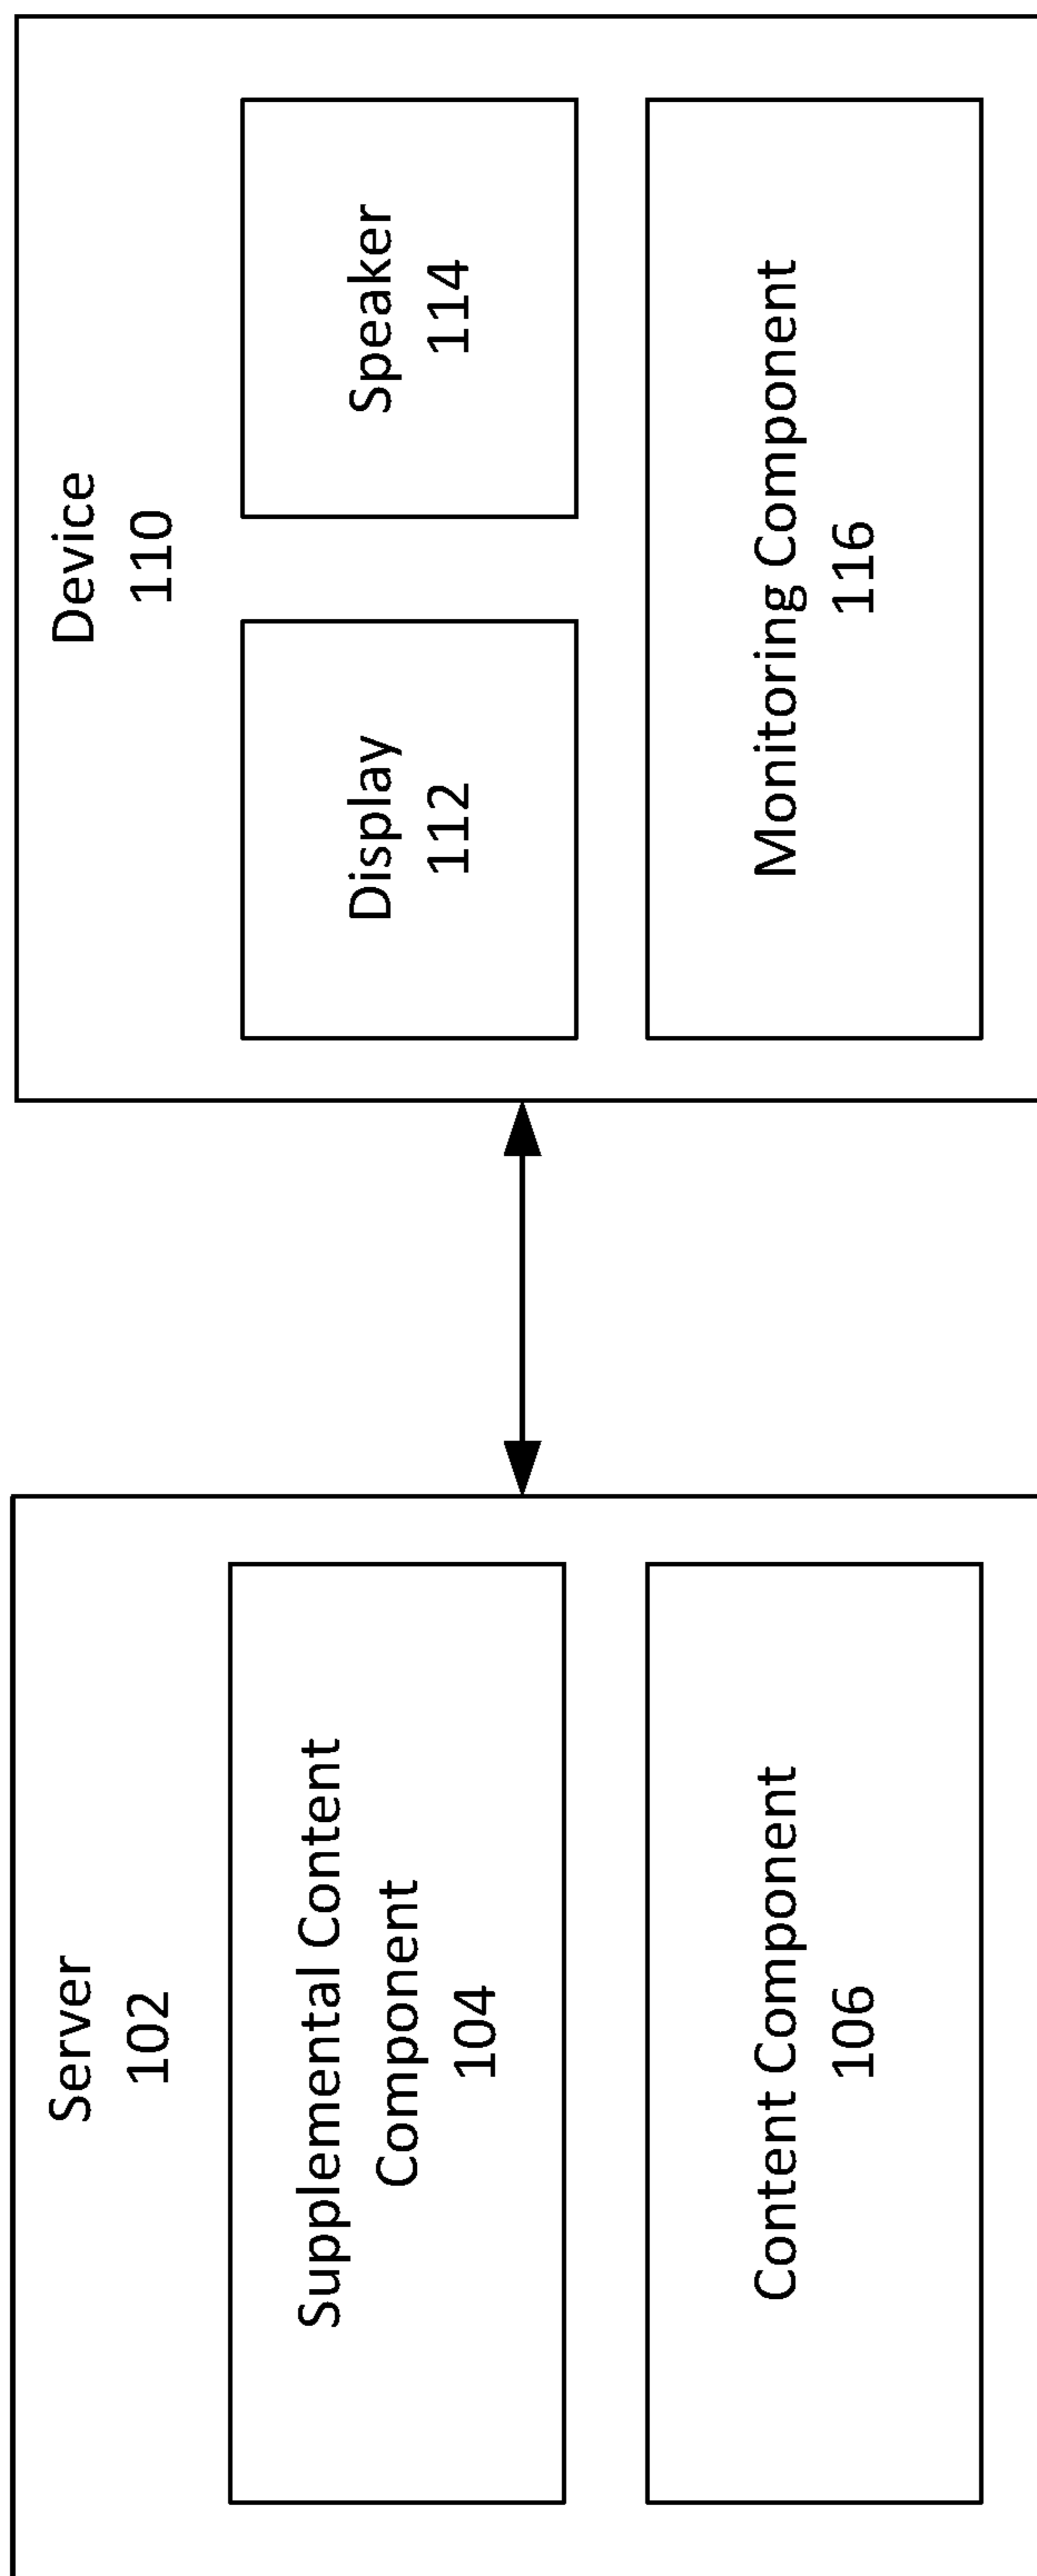 Server
102
Supplemental Content
Component
104
Content Component
106
Device
110
Display
112
Speaker
114
Monitoring Component
116